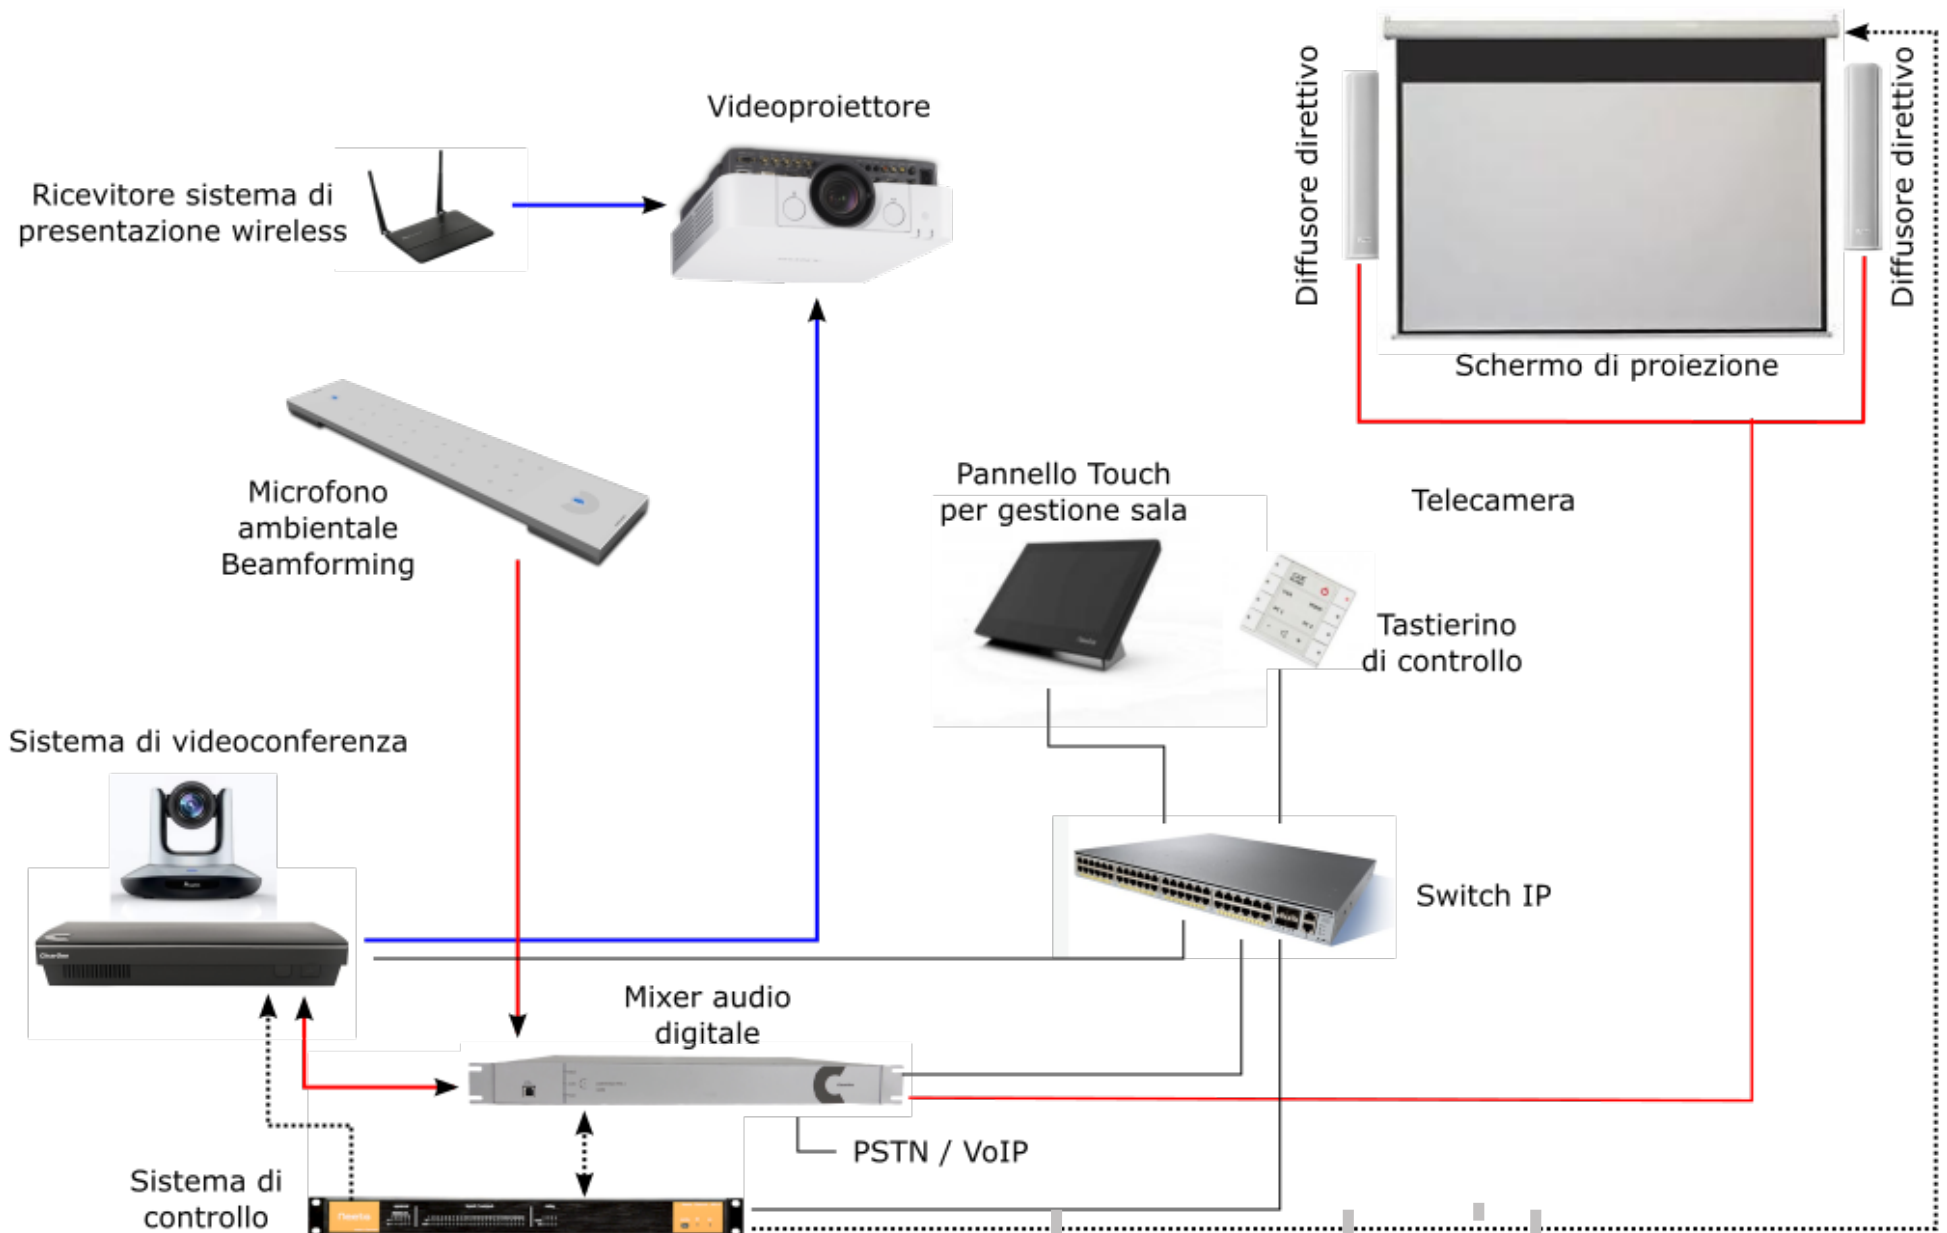 Videoproiettore
Ricevitore sistema di
presentazione wireless
Diffusore direttivo
Diffusore direttivo
Schermo di proiezione
Microfono
ambientale
Beamforming
Pannello Touch
per gestione sala
Telecamera
Tastierino
di controllo
Sistema di videoconferenza
Switch IP
Mixer audio
digitale
PSTN / VoIP
Sistema di
controllo
neets